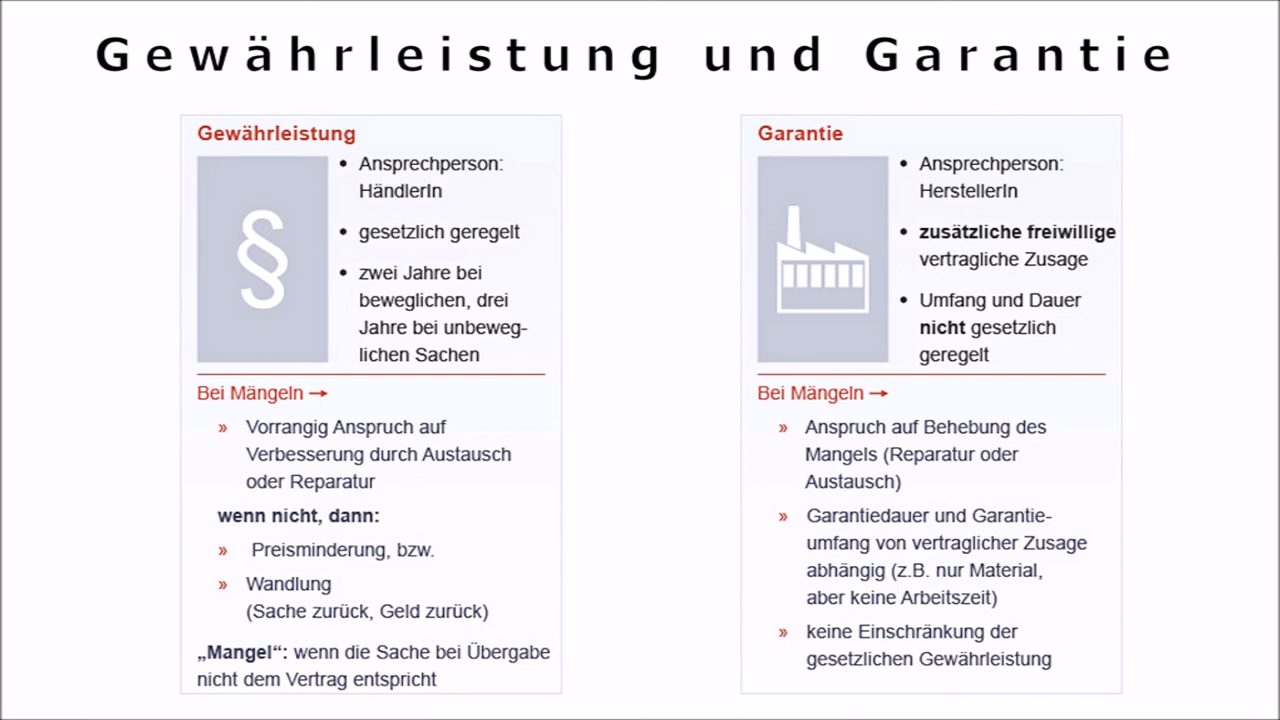 Gewährleistung und Garantie
Gewährleistung
§
• Ansprechperson:
HändlerIn
• gesetzlich geregelt
• zwei Jahre bei
beweglichen, drei
Jahre bei unbeweg-
lichen Sachen
Bei Mängeln →
» Vorrangig Anspruch auf
Verbesserung durch Austausch
oder Reparatur
wenn nicht, dann:
» Preisminderung, bzw.
» Wandlung
(Sache zurück, Geld zurück)
„Mangel“: wenn die Sache bei Übergabe
nicht dem Vertrag entspricht
Garantie
• Ansprechperson:
HerstellerIn
• zusätzliche freiwillige
vertragliche Zusage
• Umfang und Dauer
nicht gesetzlich
geregelt
Bei Mängeln →
» Anspruch auf Behebung des
Mangels (Reparatur oder
Austausch)
» Garantiedauer und Garantie-
umfang von vertraglicher Zusage
abhängig (z.B. nur Material,
aber keine Arbeitszeit)
» keine Einschränkung der
gesetzlichen Gewährleistung